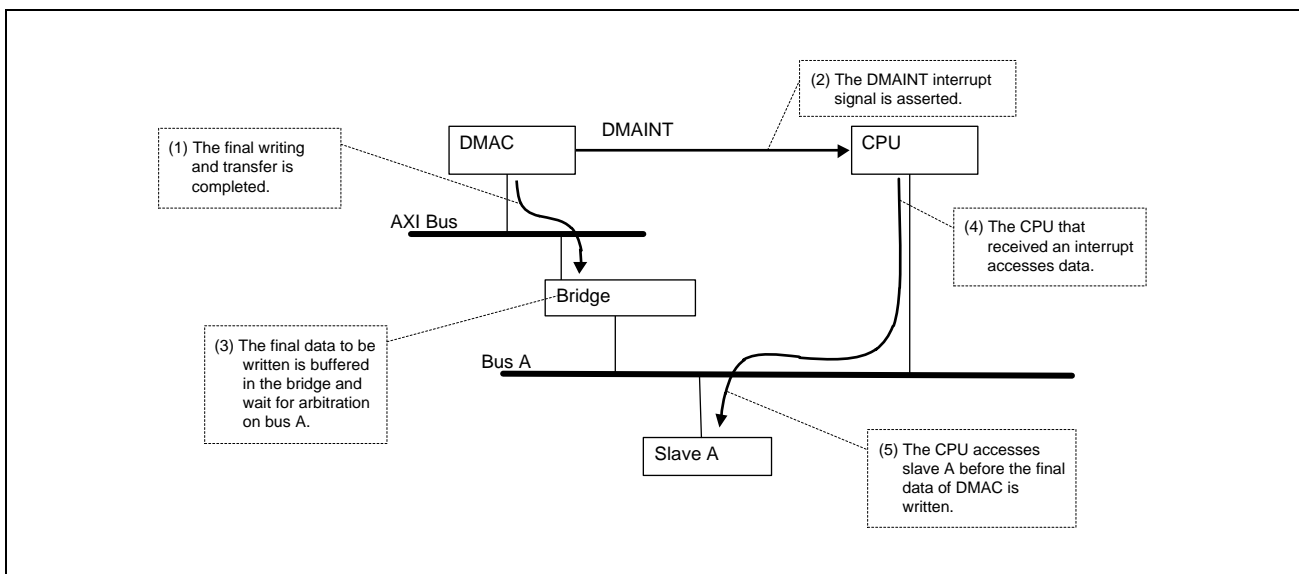 (2) The DMAINT interrupt
signal is asserted.
DMAINT
DMAC
CPU
(1) The final writing
and transfer is
completed.
AXI Bus
(4) The CPU that
received an interrupt
accesses data.
Bridge
(3) The final data to be
written is buffered
in the bridge and
wait for arbitration
on bus A.
Bus A
Slave A
(5) The CPU accesses
slave A before the final
data of DMAC is
written.